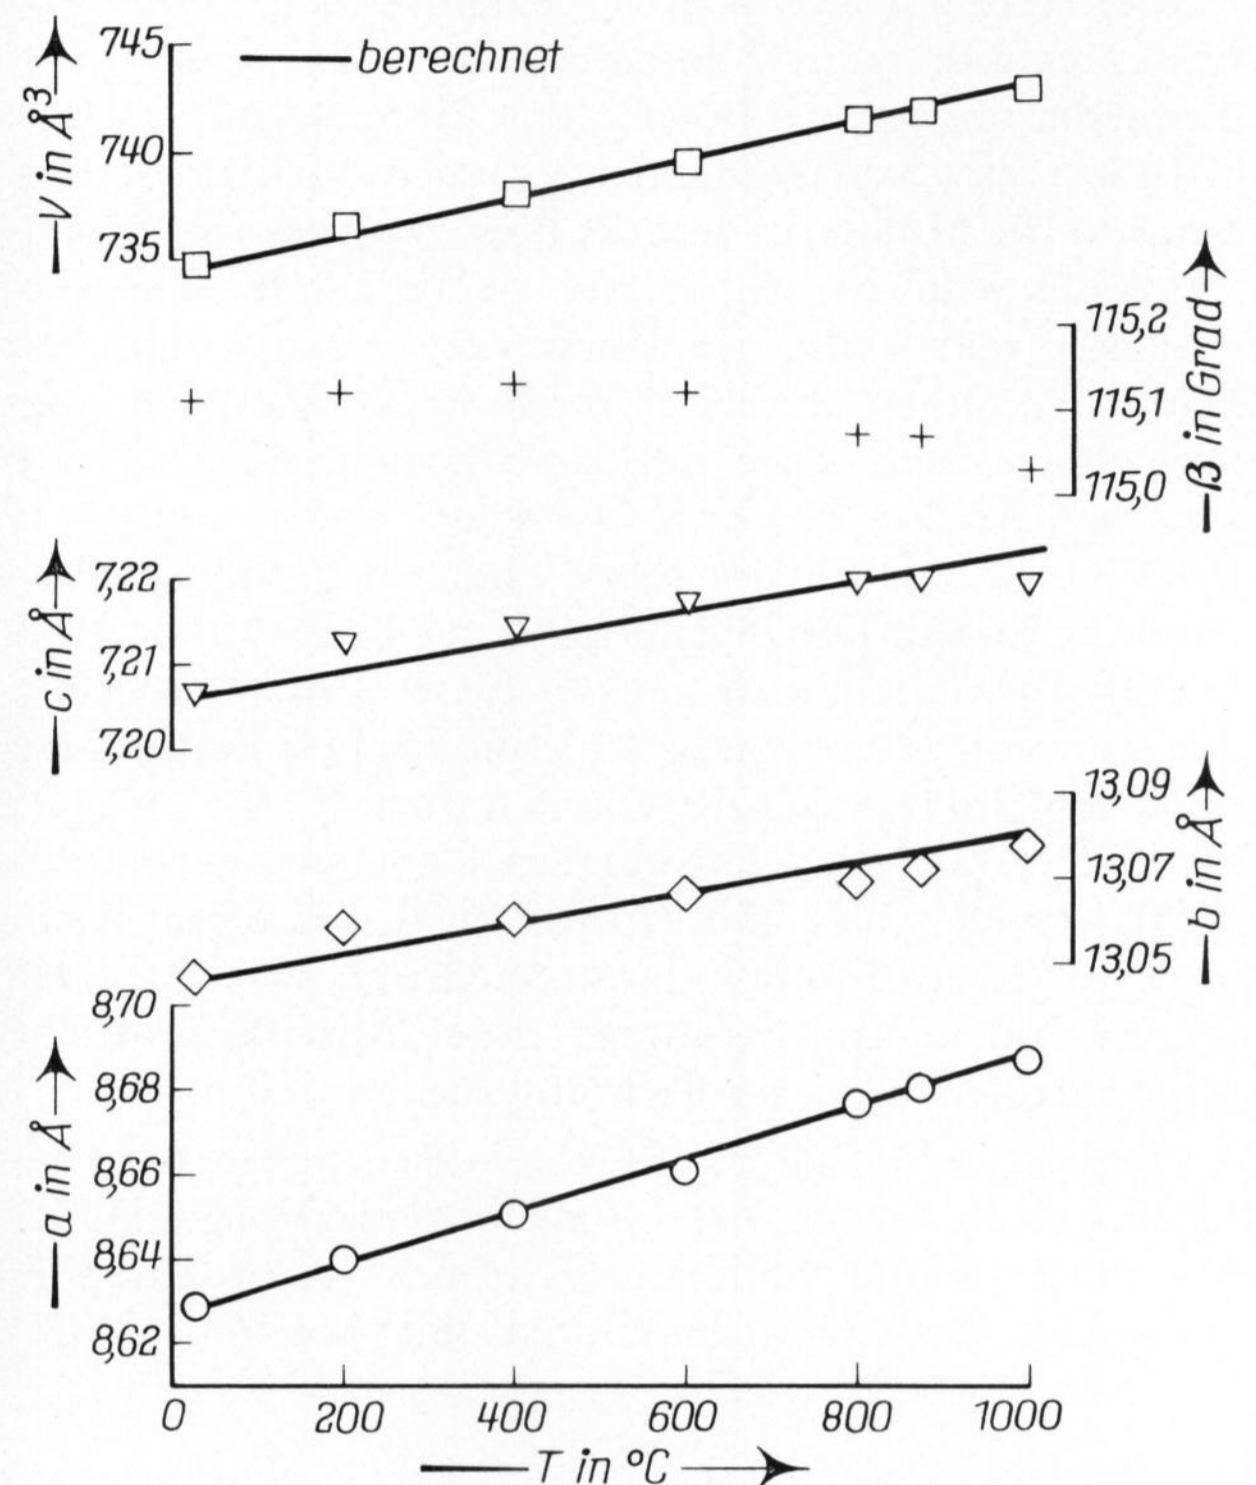 745
berechnet
V in Å³
740
735
115,2
β in Grad
115,1
115,0
7,22
c in Å
7,21
7,20
13,09
b in Å
13,07
13,05
8,70
a in Å
8,68
8,66
8,64
8,62
0 200 400 600 800 1000
T in °C